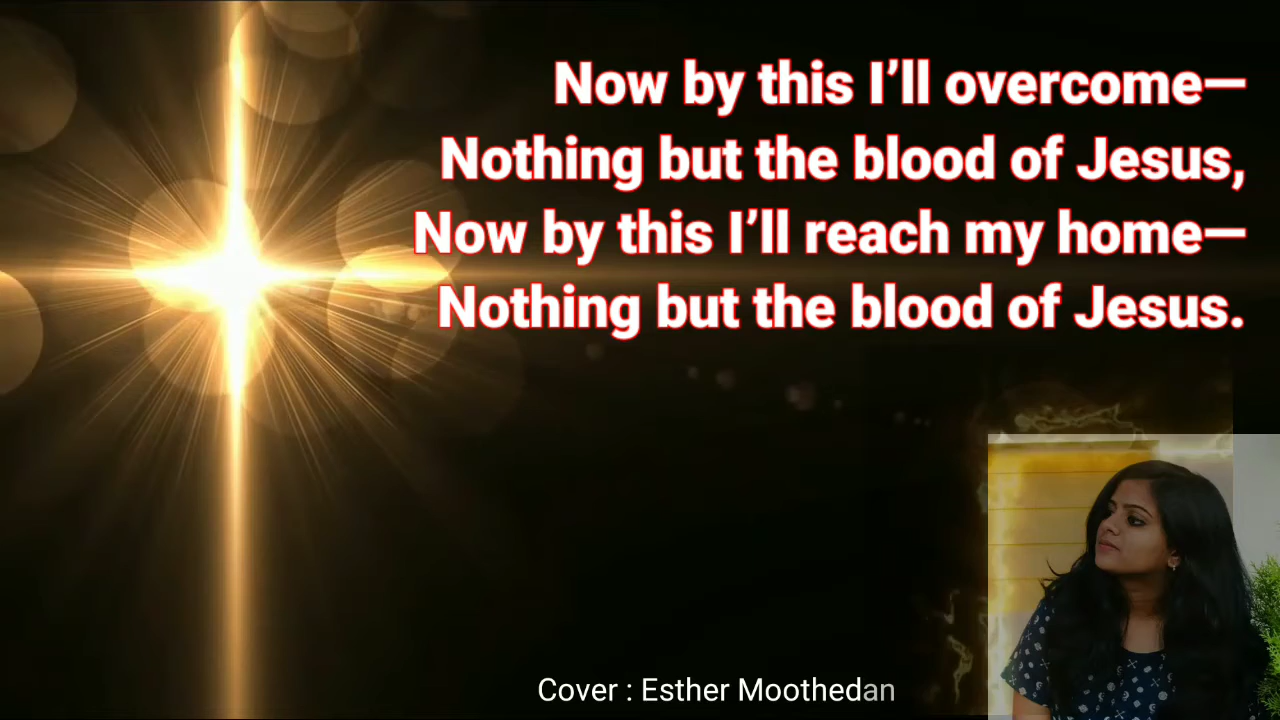 Now by this I’ll overcome—
Nothing but the blood of Jesus,
Now by this I’ll reach my home—
Nothing but the blood of Jesus.
Cover : Esther Moothedan